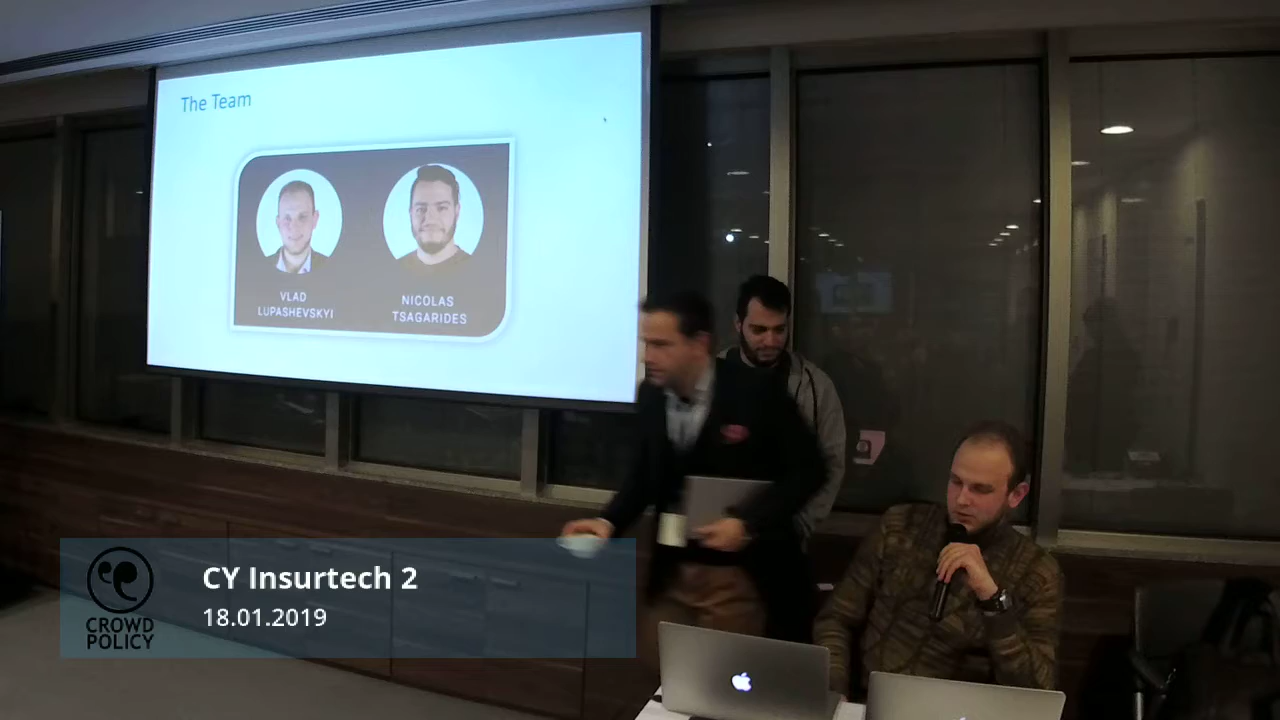 The Team
VLAD
LUPASHEVSKYI
NICOLAS
TSAGARIDES
CY Insurtech 2
18.01.2019
CROWD
POLICY